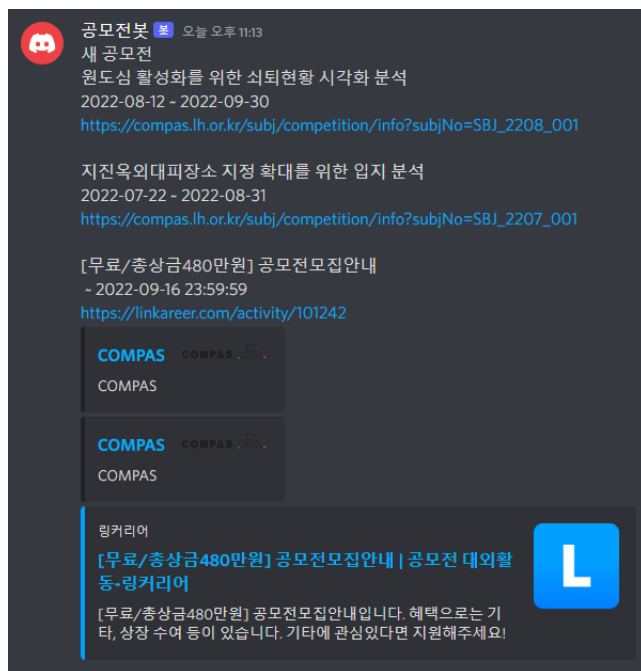 공모전봇 봇 오늘 오후 11:13
새 공모전
원도심 활성화를 위한 쇠퇴현황 시각화 분석
2022-08-12 ~ 2022-09-30
https://compas.lh.or.kr/subj/competition/info?subjNo=SBJ_2208_001
지진옥외대피장소 지정 확대를 위한 입지 분석
2022-07-22 ~ 2022-08-31
https://compas.lh.or.kr/subj/competition/info?subjNo=SBJ_2207_001
[무료/총상금480만원] 공모전모집안내
~ 2022-09-16 23:59:59
https://linkareer.com/activity/101242
COMPAS COMPAS
COMPAS
COMPAS COMPAS
COMPAS
링커리어
[무료/총상금480만원] 공모전모집안내 | 공모전 대외활
동-링커리어
L
[무료/총상금480만원] 공모전모집안내입니다. 혜택으로는 기
타, 상장 수여 등이 있습니다. 기타에 관심있다면 지원해주세요!